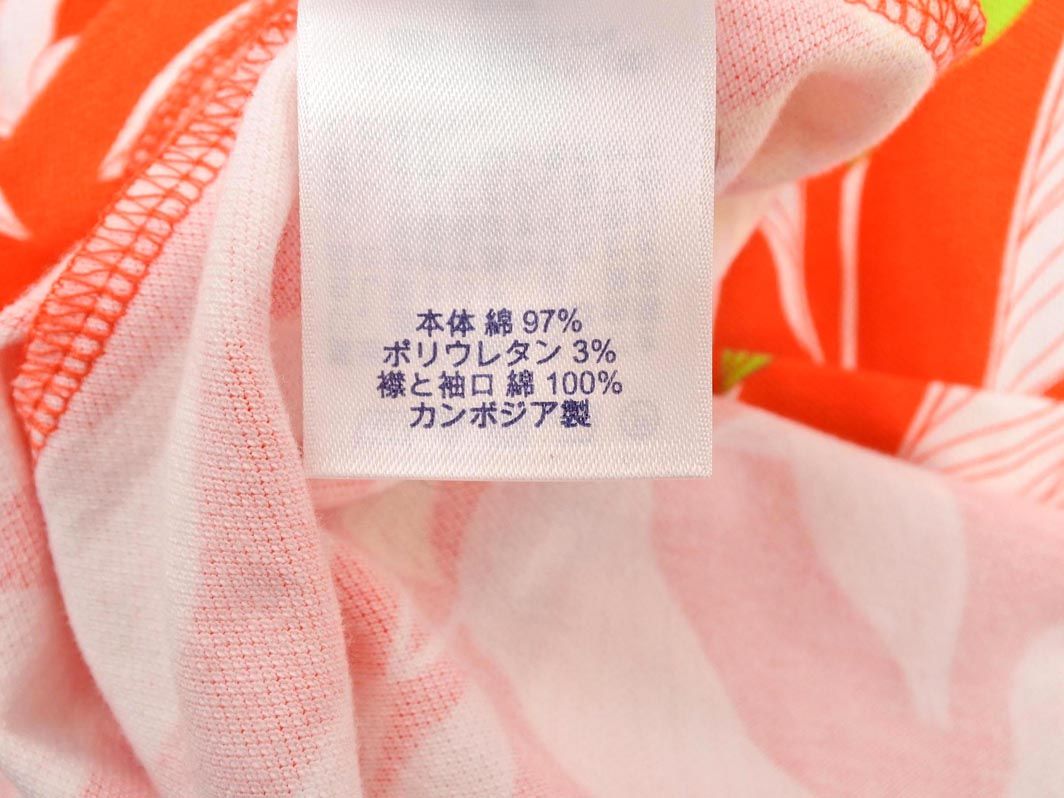 本体 綿 97%
ポリウレタン 3%
襟と袖口 綿 100%
カンボジア製